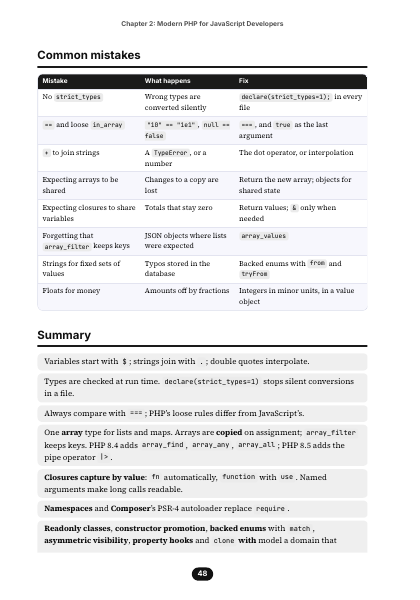 Chapter 2: Modern PHP for JavaScript Developers
Common mistakes
Mistake What happens Fix
No strict_types Wrong types are converted silently declare(strict_types=1); in every file
== and loose in_array "10" == "1e1", null == false ===, and true as the last argument
+ to join strings A TypeError, or a number The dot operator, or interpolation
Expecting arrays to be shared Changes to a copy are lost Return the new array; objects for shared state
Expecting closures to share variables Totals that stay zero Return values; & only when needed
Forgetting that array_filter keeps keys JSON objects where lists were expected array_values
Strings for fixed sets of values Typos stored in the database Backed enums with from and tryFrom
Floats for money Amounts off by fractions Integers in minor units, in a value object
Summary
Variables start with $ ; strings join with . ; double quotes interpolate.
Types are checked at run time. declare(strict_types=1) stops silent conversions
in a file.
Always compare with === ; PHP's loose rules differ from JavaScript's.
One array type for lists and maps. Arrays are copied on assignment; array_filter
keeps keys. PHP 8.4 adds array_find , array_any , array_all ; PHP 8.5 adds the
pipe operator |> .
Closures capture by value: fn automatically, function with use . Named
arguments make long calls readable.
Namespaces and Composer's PSR-4 autoloader replace require .
Readonly classes, constructor promotion, backed enums with match ,
asymmetric visibility, property hooks and clone with model a domain that
48